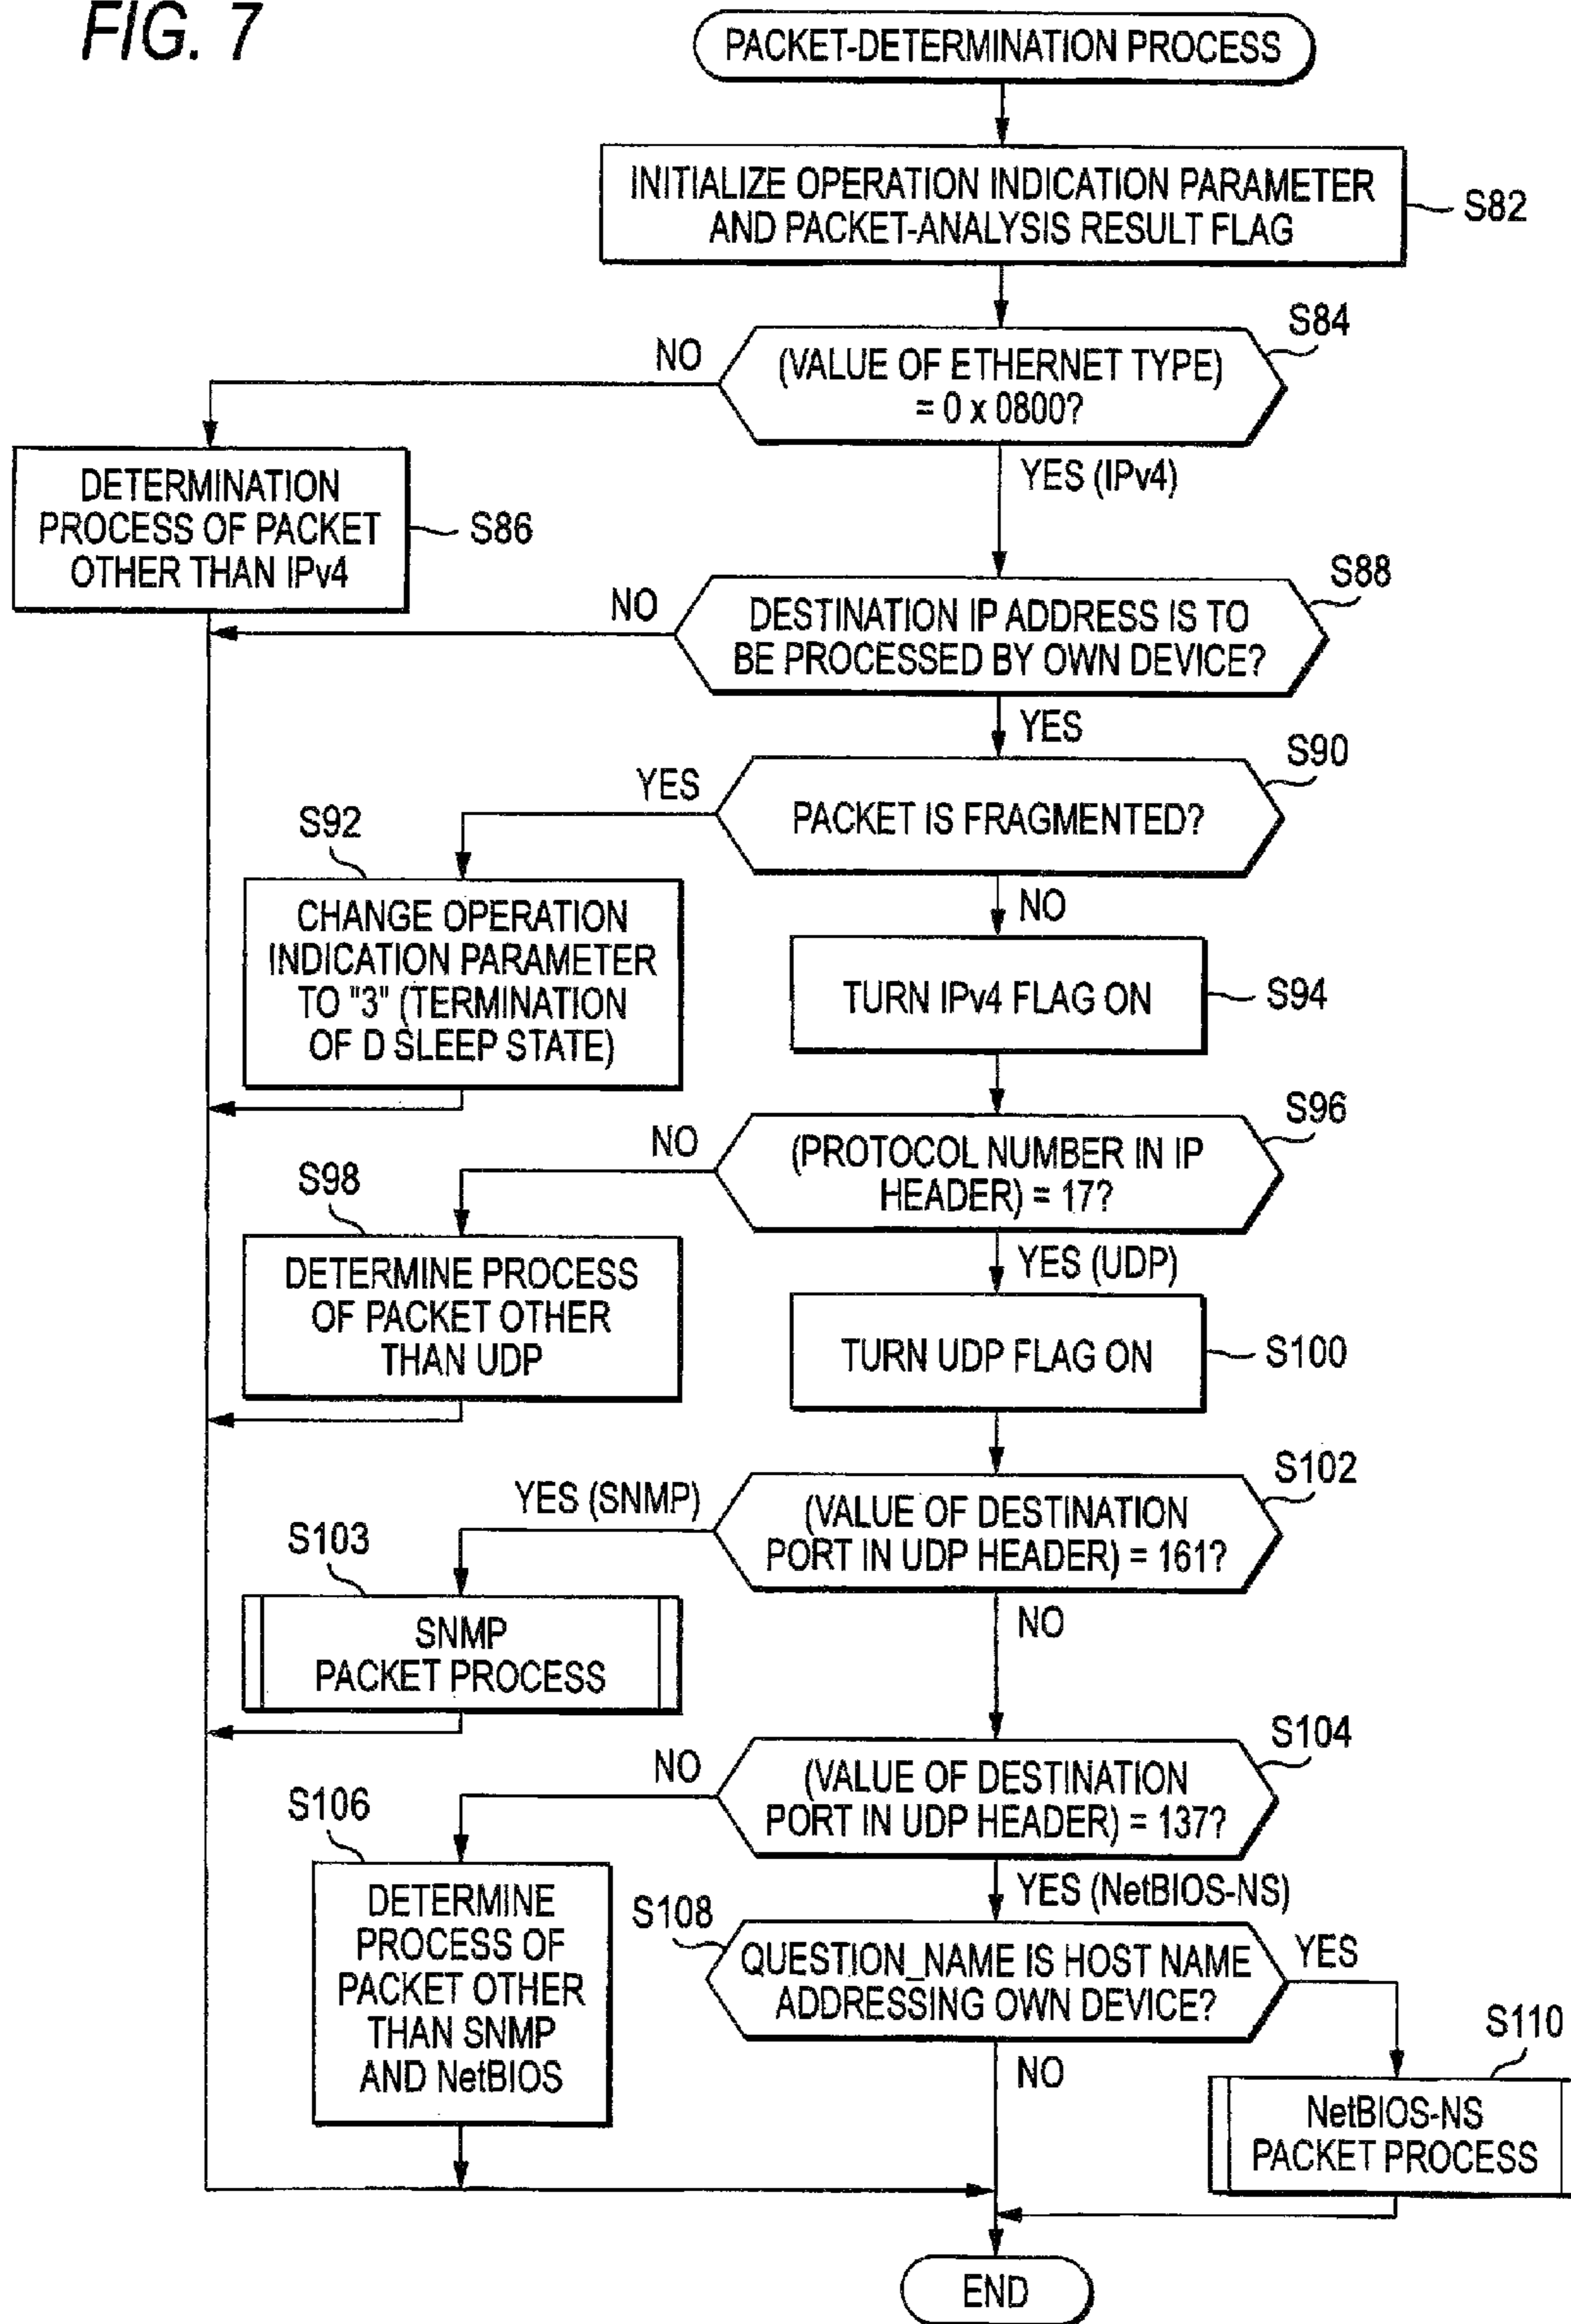 FIG. 7
PACKET-DETERMINATION PROCESS
INITIALIZE OPERATION INDICATION PARAMETER
AND PACKET-ANALYSIS RESULT FLAG
S82
S84
(VALUE OF ETHERNET TYPE)
= 0 x 0800?
NO
YES (IPv4)
DETERMINATION
PROCESS OF PACKET
OTHER THAN IPv4
S86
S88
DESTINATION IP ADDRESS IS TO
BE PROCESSED BY OWN DEVICE?
NO
YES
S90
PACKET IS FRAGMENTED?
YES
NO
S92
CHANGE OPERATION
INDICATION PARAMETER
TO "3" (TERMINATION
OF D SLEEP STATE)
TURN IPv4 FLAG ON
S94
S96
(PROTOCOL NUMBER IN IP
HEADER) = 17?
NO
YES (UDP)
S98
DETERMINE PROCESS
OF PACKET OTHER
THAN UDP
TURN UDP FLAG ON
S100
S102
(VALUE OF DESTINATION
PORT IN UDP HEADER) = 161?
YES (SNMP)
NO
S103
SNMP
PACKET PROCESS
S104
(VALUE OF DESTINATION
PORT IN UDP HEADER) = 137?
NO
YES (NetBIOS-NS)
S106
DETERMINE
PROCESS OF
PACKET OTHER
THAN SNMP
AND NetBIOS
S108
QUESTION_NAME IS HOST NAME
ADDRESSING OWN DEVICE?
YES
NO
S110
NetBIOS-NS
PACKET PROCESS
END